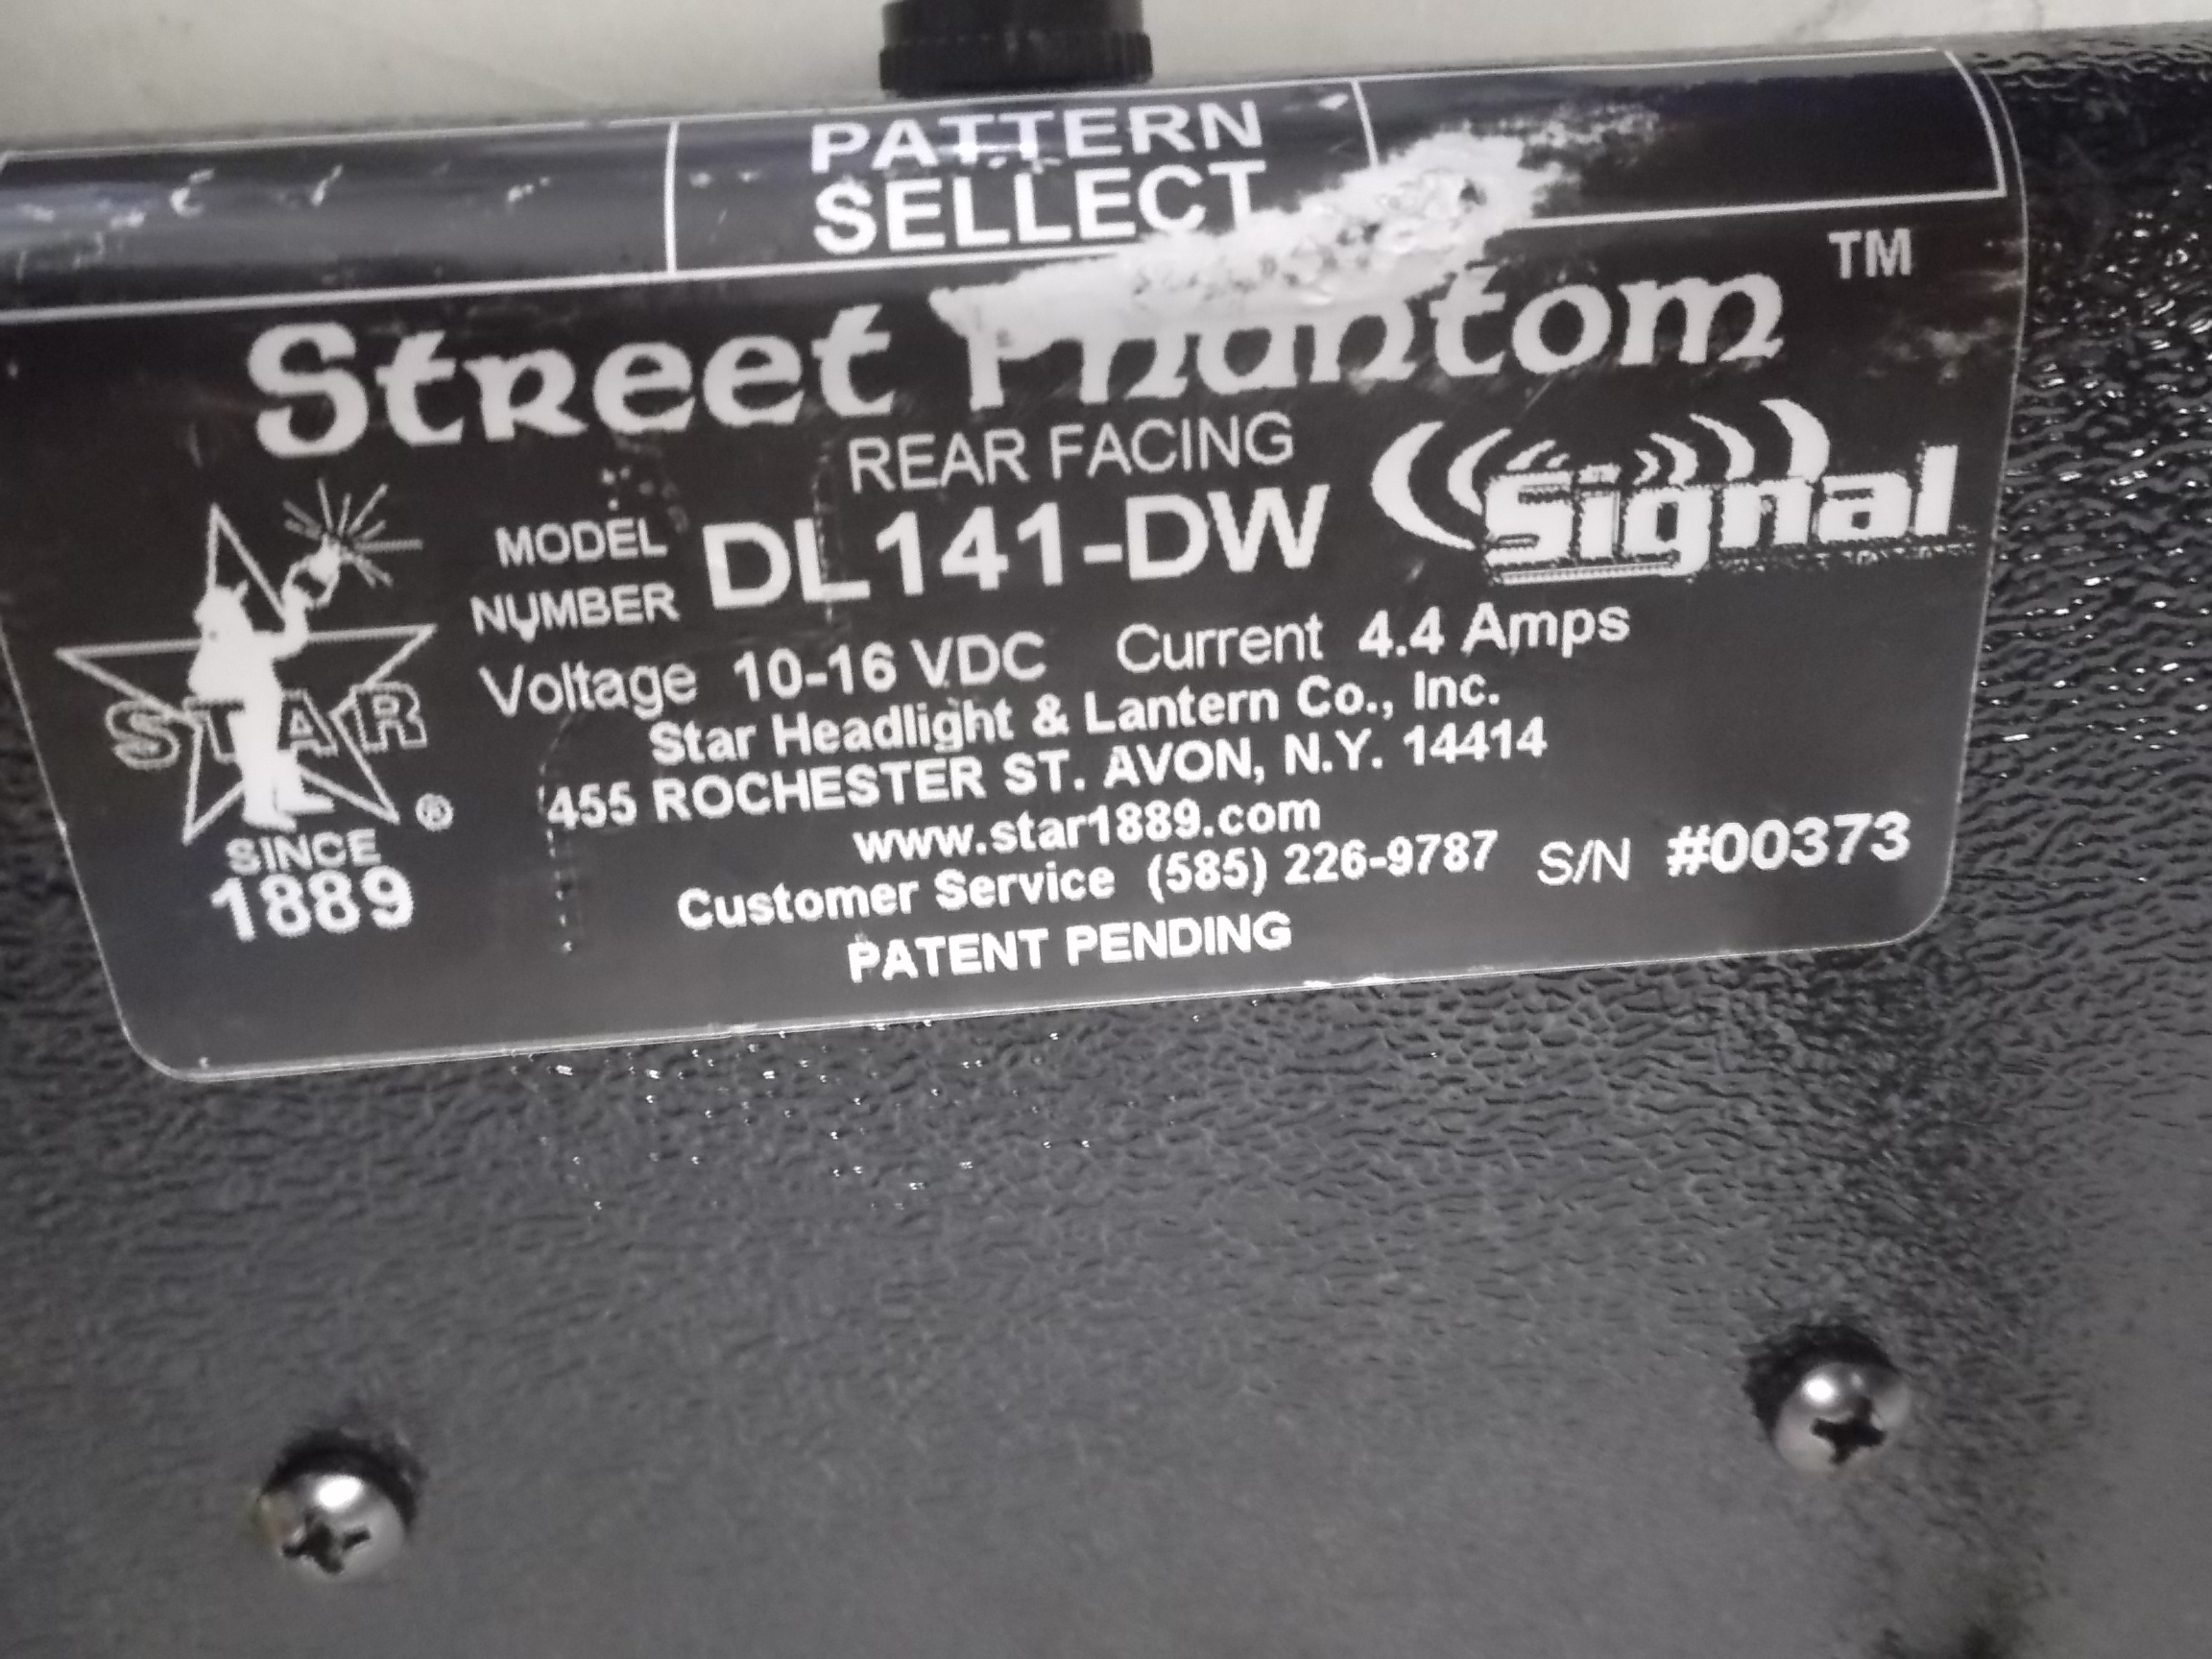 PATTERN
SELLECT
Street Phantom ™
REAR FACING
MODEL
NUMBER DL141-DW
Signal
Voltage 10-16 VDC Current 4.4 Amps
STAR
®
SINCE
1889
Star Headlight & Lantern Co., Inc.
455 ROCHESTER ST. AVON, N.Y. 14414
www.star1889.com
Customer Service (585) 226-9787 S/N #00373
PATENT PENDING